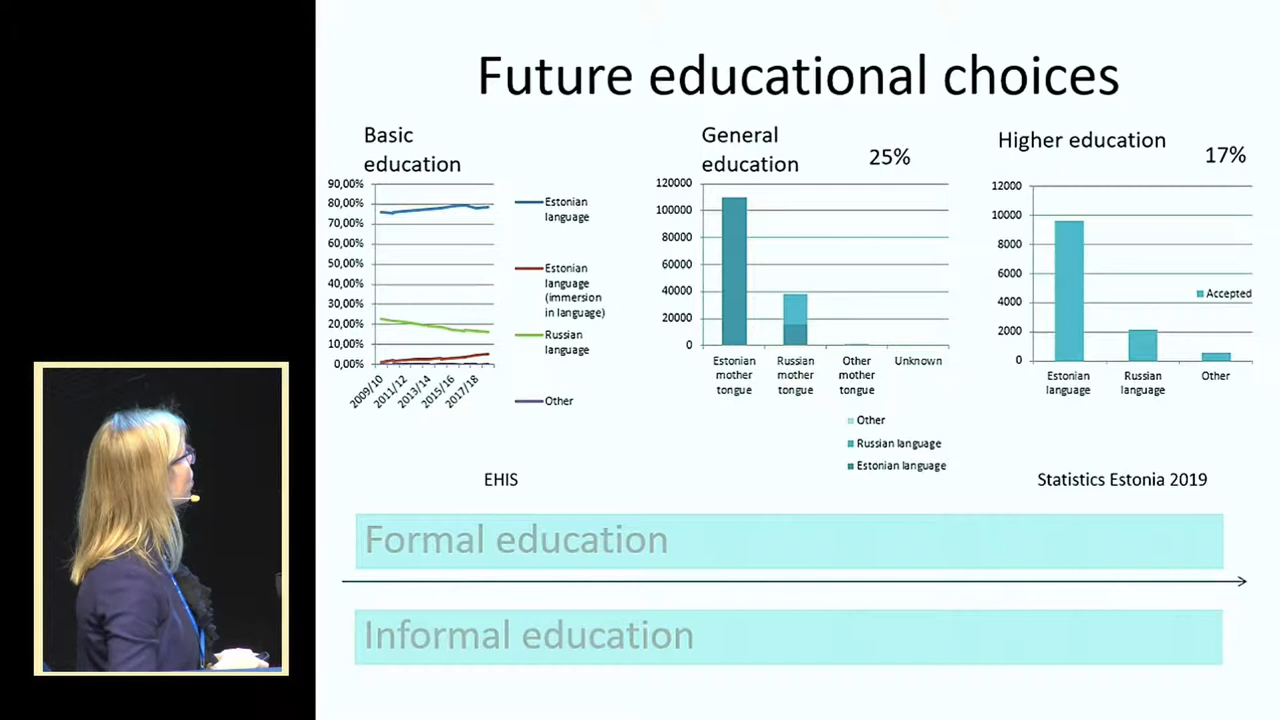 Future educational choices
Basic
education
90,00%
80,00%
70,00%
60,00%
50,00%
40,00%
30,00%
20,00%
10,00%
0,00%
2009/10
2011/12
2013/14
2015/16
2017/18
Estonian
language
Estonian
language
(immersion
in language)
Russian
language
Other
EHIS
General
education
25%
120000
100000
80000
60000
40000
20000
0
Estonian
mother
tongue
Russian
mother
tongue
Other
mother
tongue
Unknown
Other
Russian language
Estonian language
Higher education
17%
12000
10000
8000
6000
4000
2000
0
Estonian
language
Russian
language
Other
Accepted
Statistics Estonia 2019
Formal education
Informal education